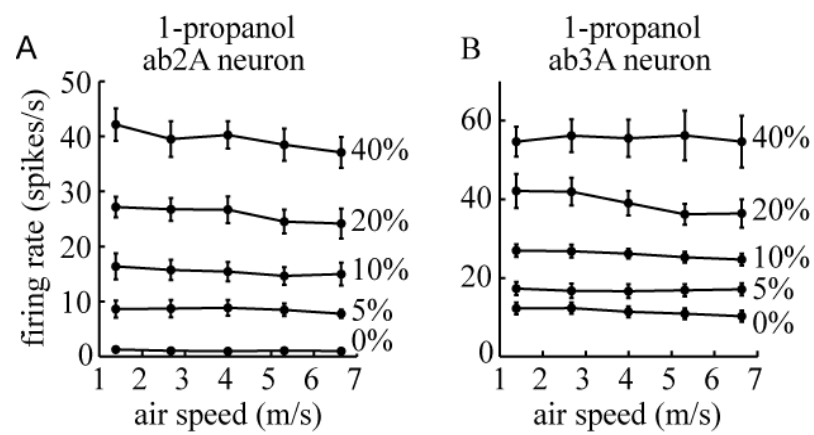 A
1-propanol
ab2A neuron
firing rate (spikes/s)
50
40
30
20
10
0
40%
20%
10%
5%
0%
1 2 3 4 5 6 7
air speed (m/s)
B
1-propanol
ab3A neuron
60
40
20
0
40%
20%
10%
5%
0%
1 2 3 4 5 6 7
air speed (m/s)